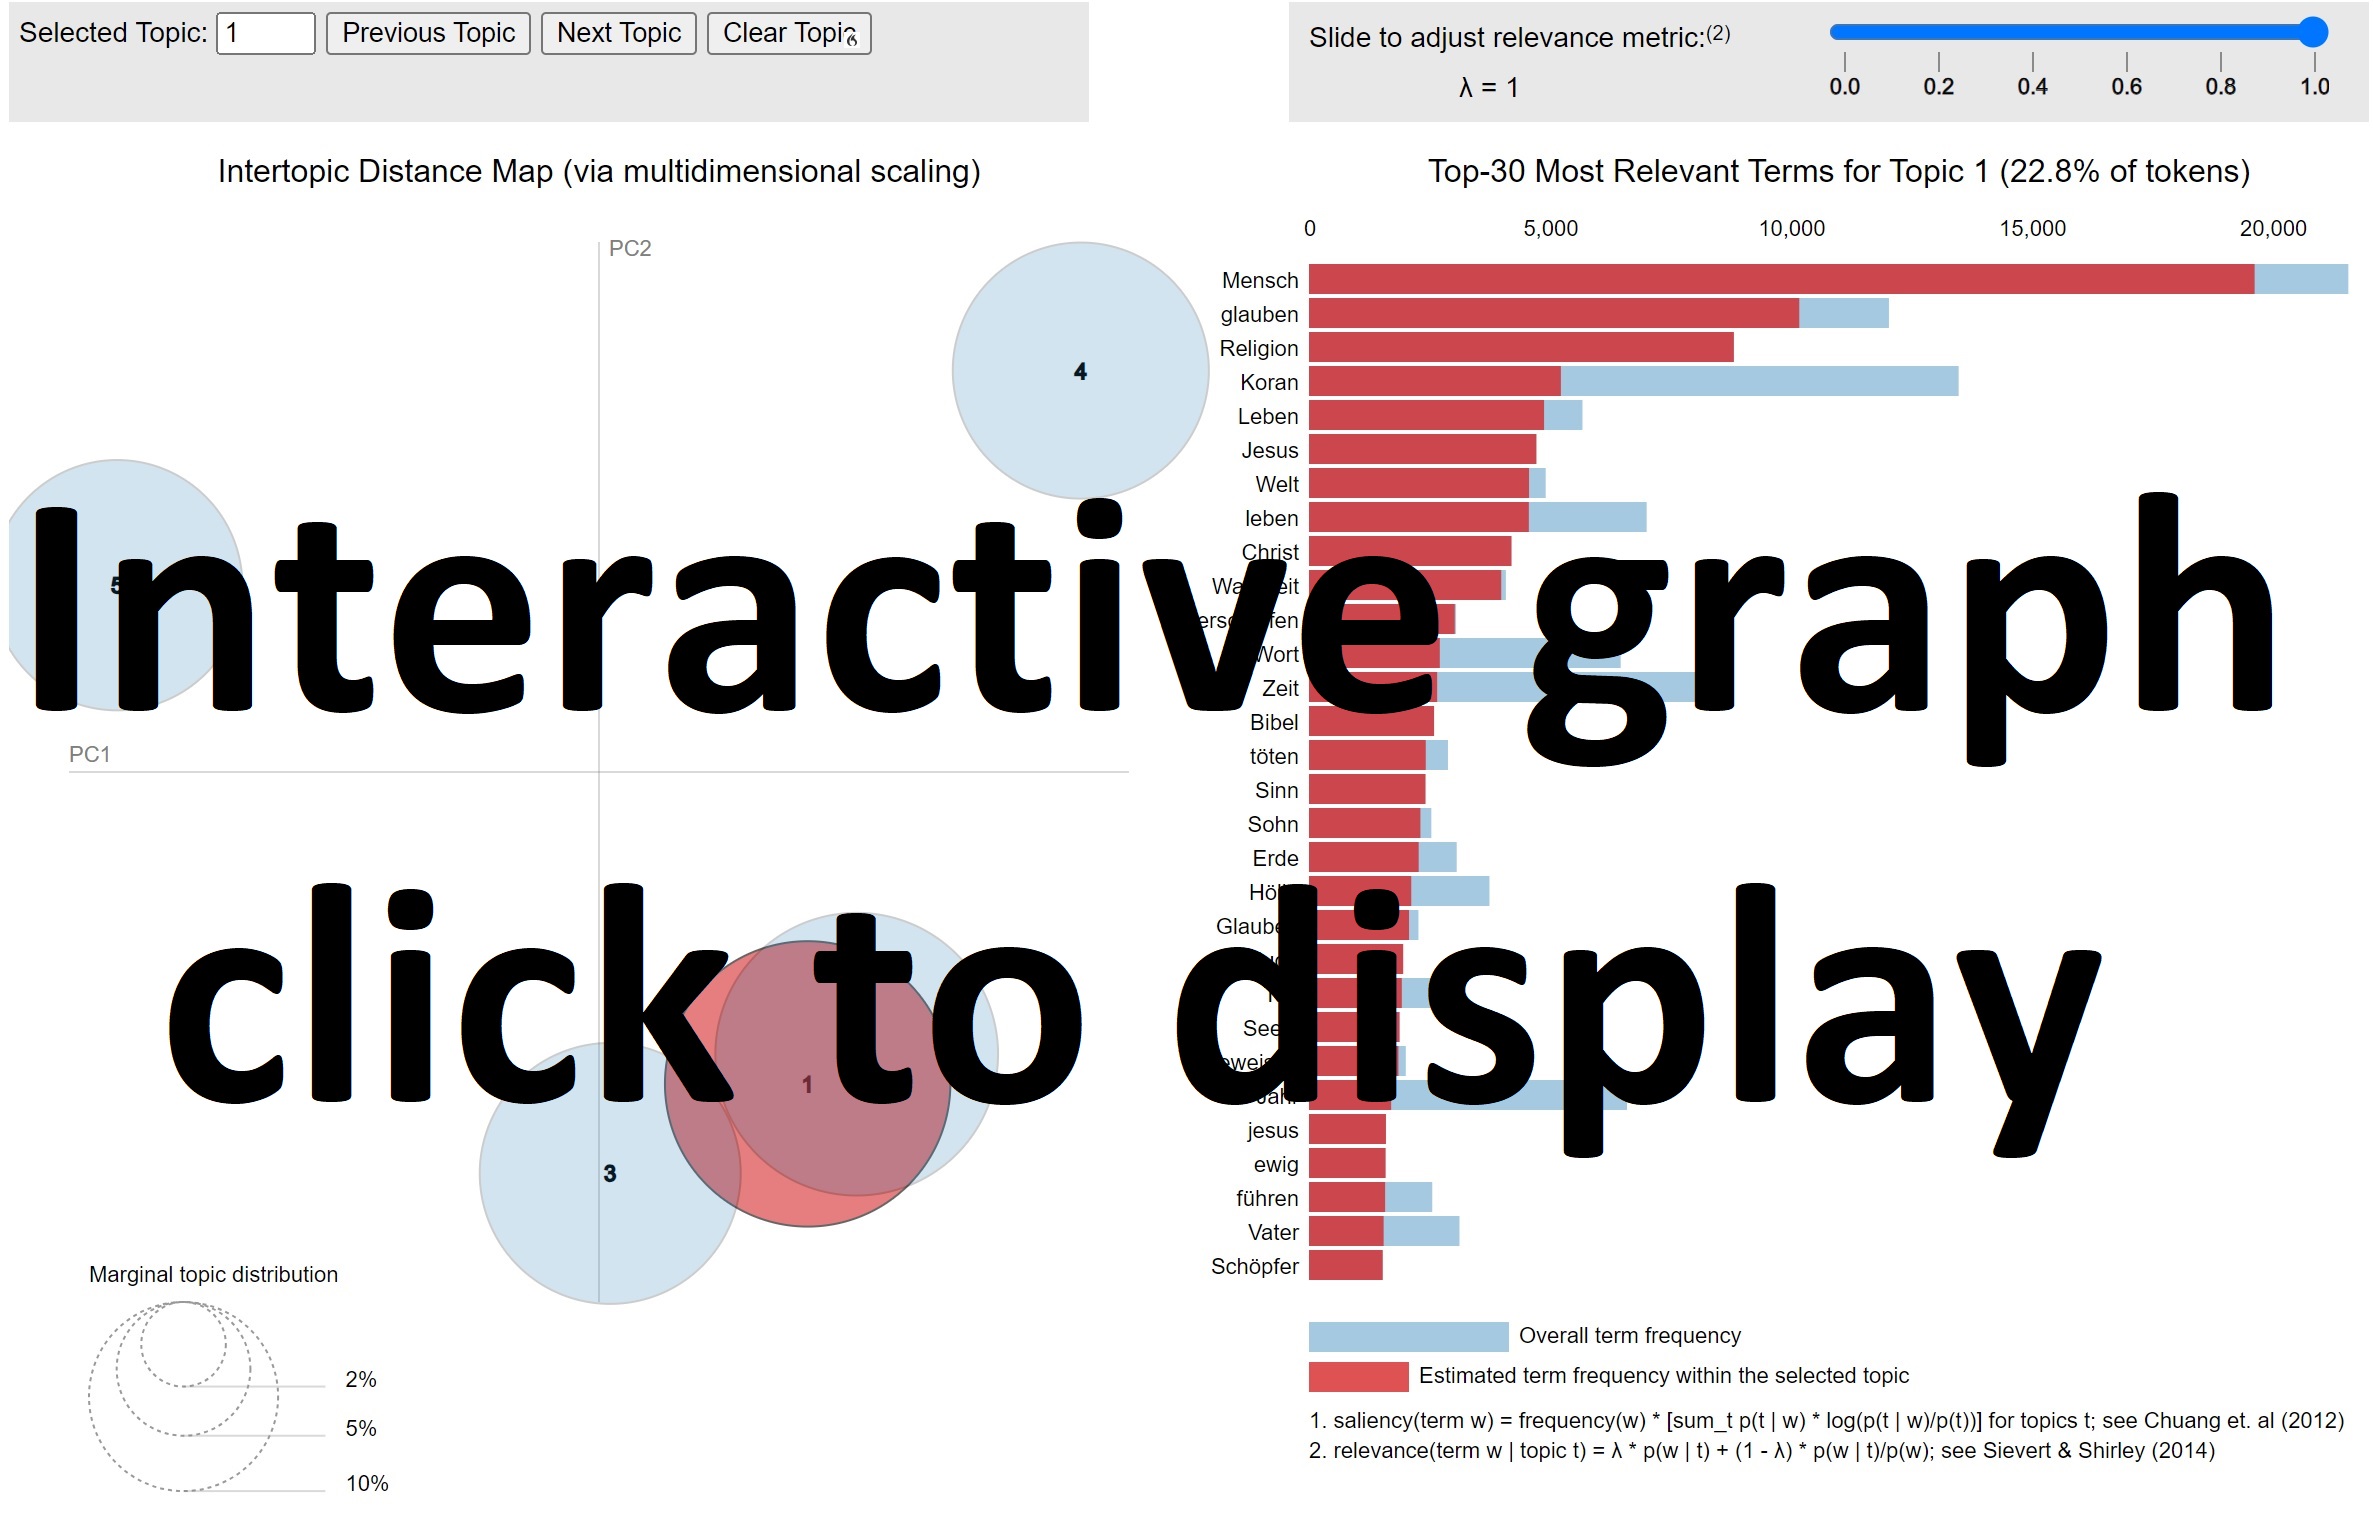 Selected Topic: 1 Previous Topic Next Topic Clear Topic
Slide to adjust relevance metric:(2)
λ = 1
0.0 0.2 0.4 0.6 0.8 1.0
Intertopic Distance Map (via multidimensional scaling)
PC2
PC1
4
5
3
1
Marginal topic distribution
2%
5%
10%
Top-30 Most Relevant Terms for Topic 1 (22.8% of tokens)
0 5,000 10,000 15,000 20,000
Mensch
glauben
Religion
Koran
Leben
Jesus
Welt
leben
Christ
Wahrheit
Wort
Zeit
Bibel
töten
Sinn
Sohn
Erde
Hölle
Glaube
Jahr
jesus
ewig
führen
Vater
Schöpfer
Overall term frequency
Estimated term frequency within the selected topic
1. saliency(term w) = frequency(w) * [sum_t p(t | w) * log(p(t | w)/p(t))] for topics t; see Chuang et. al (2012)
2. relevance(term w | topic t) = λ * p(w | t) + (1 - λ) * p(w | t)/p(w); see Sievert & Shirley (2014)
Interactive graph
click to display